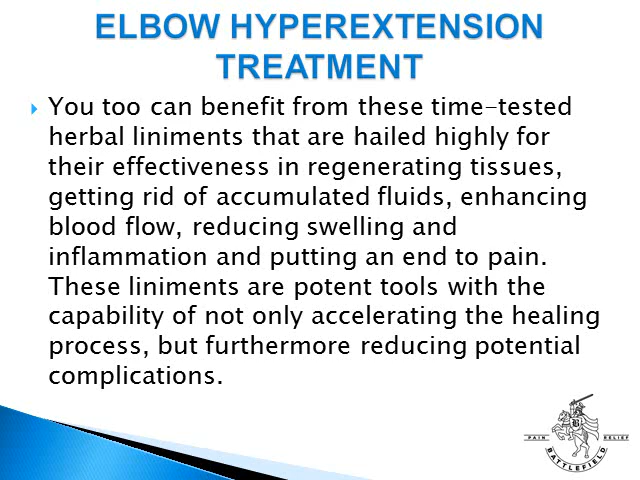 ELBOW HYPEREXTENSION
TREATMENT
You too can benefit from these time-tested
herbal liniments that are hailed highly for
their effectiveness in regenerating tissues,
getting rid of accumulated fluids, enhancing
blood flow, reducing swelling and
inflammation and putting an end to pain.
These liniments are potent tools with the
capability of not only accelerating the healing
process, but furthermore reducing potential
complications.
PAIN RELIEF
BATTLEFIELD